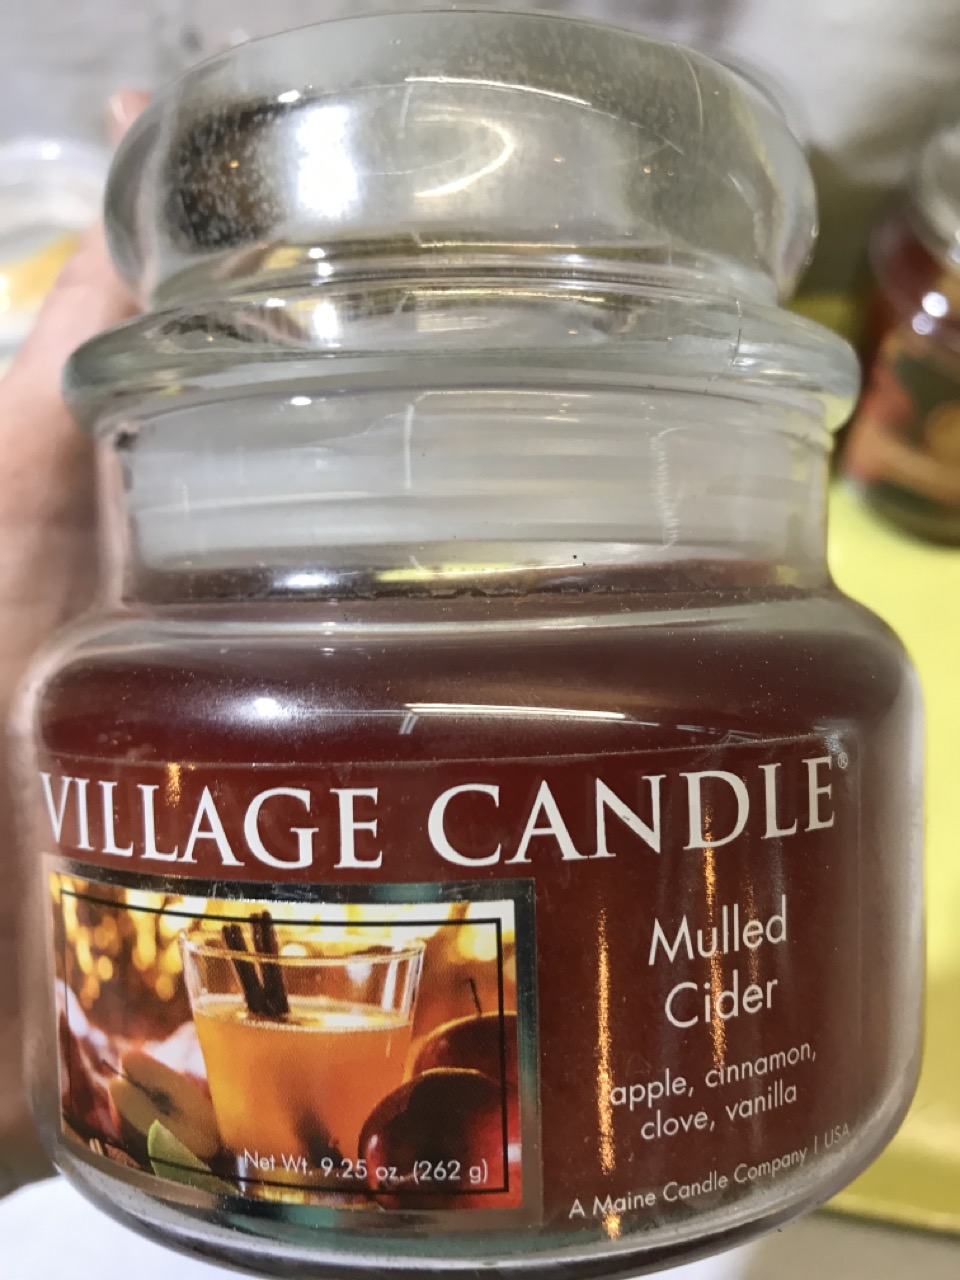 VILLAGE CANDLE®
Mulled
Cider
apple, cinnamon,
clove, vanilla
Net Wt. 9.25 oz. (262 g)
A Maine Candle Company | USA